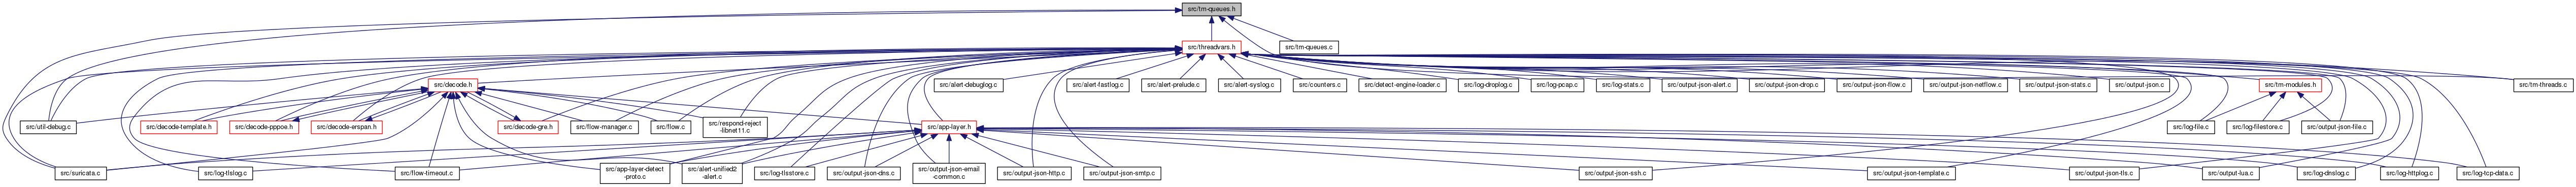 src/tm-queues.h
src/threadvars.h
src/tm-queues.c
src/decode.h
src/alert-debuglog.c
src/alert-fastlog.c
src/alert-prelude.c
src/alert-syslog.c
src/counters.c
src/detect-engine-loader.c
src/log-droplog.c
src/log-pcap.c
src/log-stats.c
src/output-json-alert.c
src/output-json-drop.c
src/output-json-flow.c
src/output-json-netflow.c
src/output-json-stats.c
src/output-json.c
src/tm-modules.h
src/tm-threads.c
src/util-debug.c
src/decode-template.h
src/decode-pppoe.h
src/decode-erspan.h
src/decode-gre.h
src/flow-manager.c
src/flow.c
src/respond-reject
-libnet11.c
src/app-layer.h
src/log-file.c
src/log-filestore.c
src/output-json-file.c
src/suricata.c
src/log-tlslog.c
src/flow-timeout.c
src/app-layer-detect
-proto.c
src/alert-unified2
-alert.c
src/log-tlsstore.c
src/output-json-dns.c
src/output-json-email
-common.c
src/output-json-http.c
src/output-json-smtp.c
src/output-json-ssh.c
src/output-json-template.c
src/output-json-tls.c
src/output-lua.c
src/log-dnslog.c
src/log-httplog.c
src/log-tcp-data.c